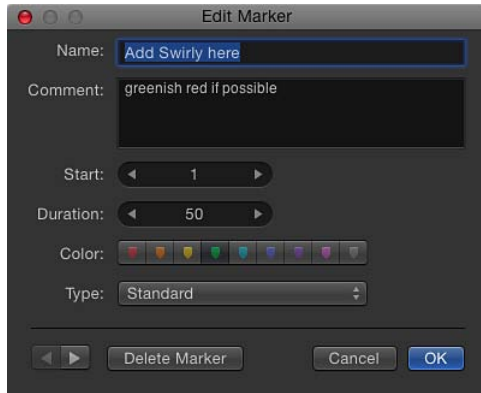 Edit Marker
Name: Add Swirly here
Comment: greenish red if possible
Start: 1
Duration: 50
Color:
Type: Standard
Delete Marker Cancel OK